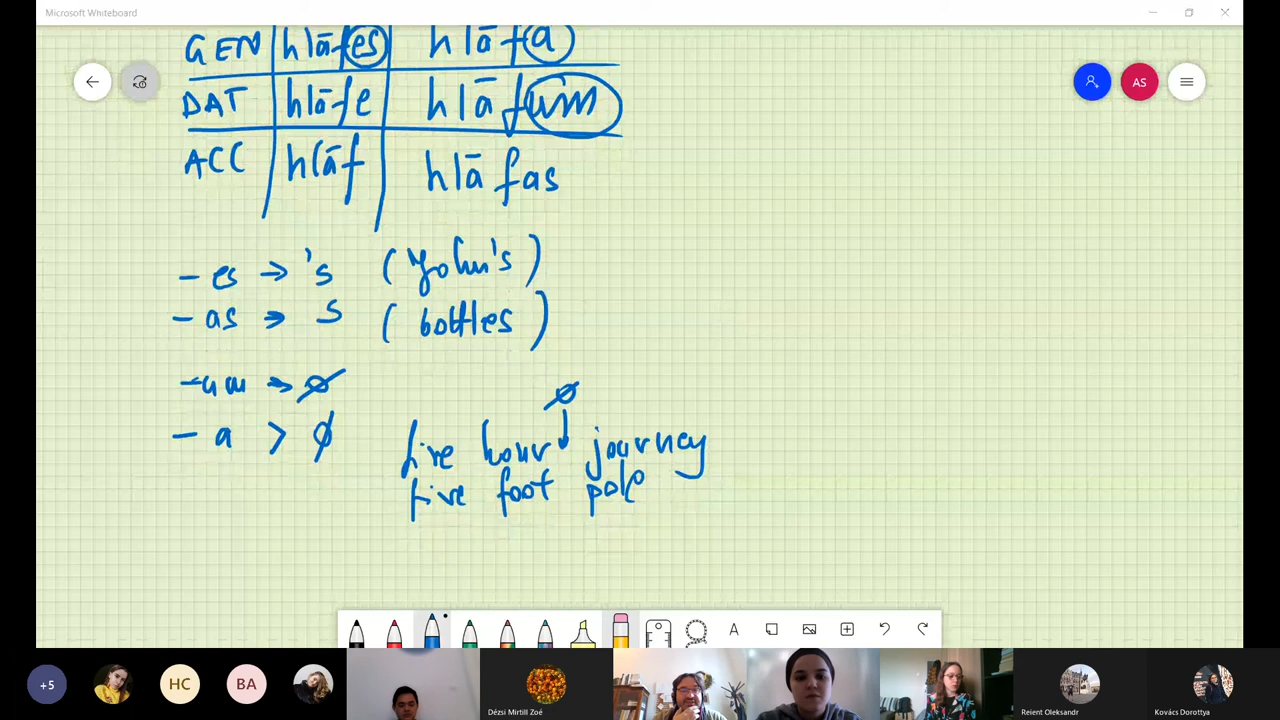 Microsoft Whiteboard
GEN hlāfes hlāfa
DAT hlāfe hlāfum
ACC hlāf hlāfas
AS
- es → 's (John's)
- as → s (bottles)
- um → ø
ø
- a > ø
five hour journey
five foot pole
A
+5
HC
BA
Dézsi Mirtill Zoé
Reient Oleksandr
Kovács Dorottya